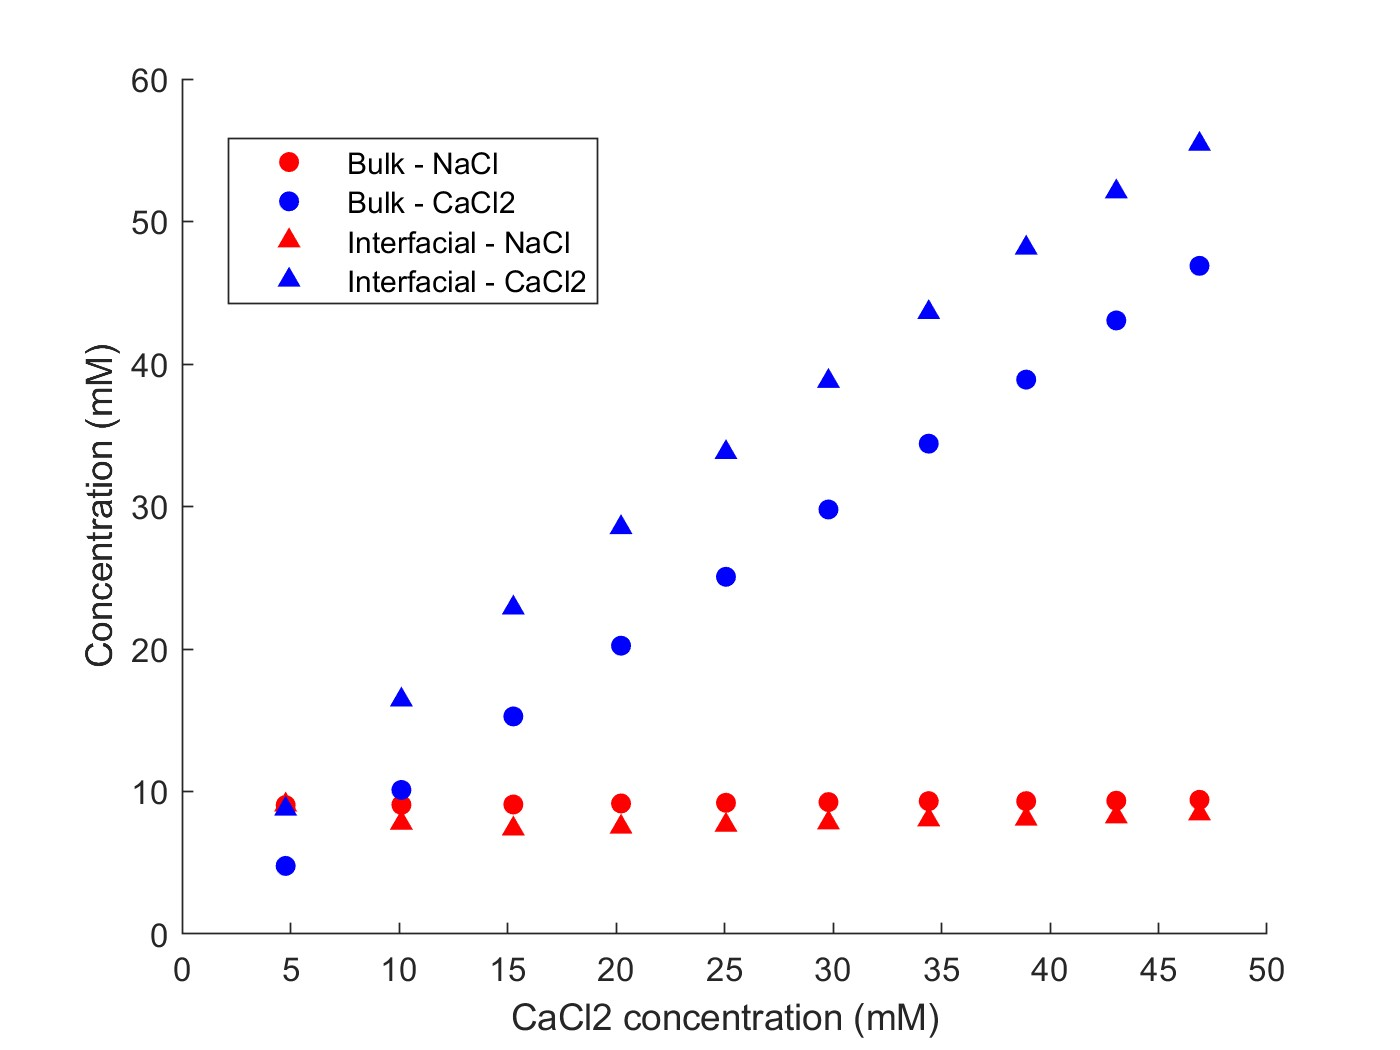 60
50
40
30
20
10
0
Concentration (mM)
Bulk - NaCl
Bulk - CaCl2
Interfacial - NaCl
Interfacial - CaCl2
0 5 10 15 20 25 30 35 40 45 50
CaCl2 concentration (mM)